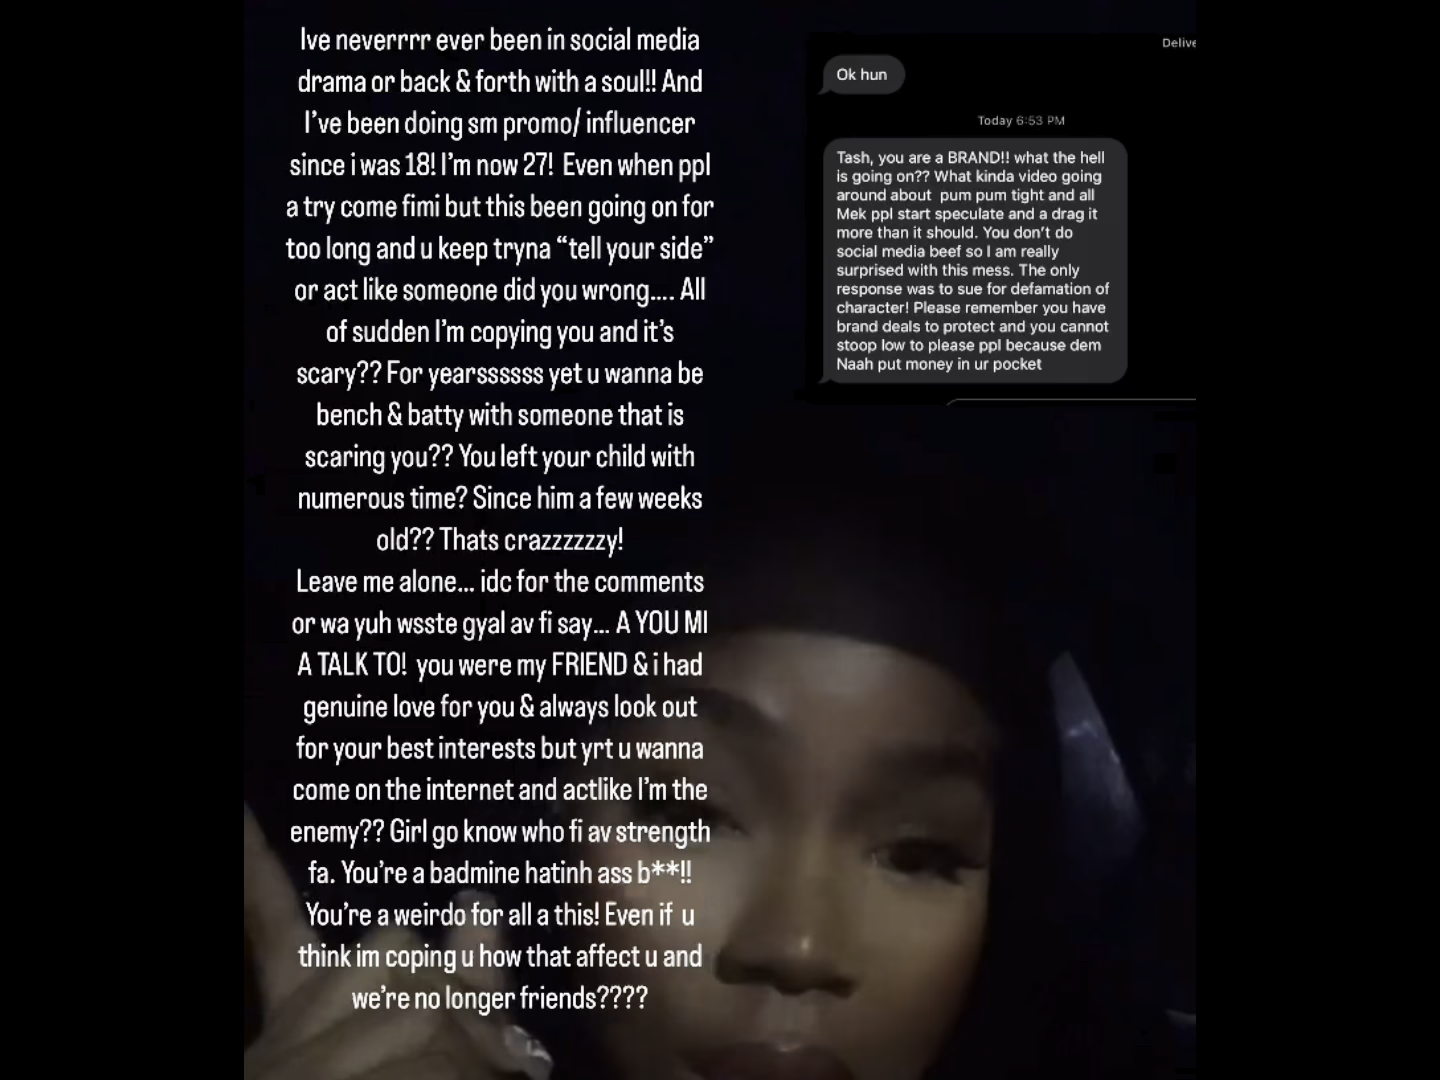 Ive neverrrr ever been in social media
drama or back & forth with a soul!! And
I've been doing sm promo/ influencer
since i was 18! I'm now 27!  Even when ppl
a try come fimi but this been going on for
too long and u keep tryna “tell your side”
or act like someone did you wrong.... All
of sudden I'm copying you and it's
scary?? For yearssssss yet u wanna be
bench & batty with someone that is
scaring you?? You left your child with
numerous time? Since him a few weeks
old?? Thats crazzzzzzy!
Leave me alone... idc for the comments
or wa yuh wsste gyal av fi say... A YOU MI
A TALK TO!  you were my FRIEND & i had
genuine love for you & always look out
for your best interests but yrt u wanna
come on the internet and actlike I'm the
enemy?? Girl go know who fi av strength
fa. You're a badmine hatinh ass b**!!
You're a weirdo for all a this! Even if  u
think im coping u how that affect u and
we're no longer friends????
Delive
Ok hun
Today 6:53 PM
Tash, you are a BRAND!! what the hell
is going on?? What kinda video going
around about  pum pum tight and all
Mek ppl start speculate and a drag it
more than it should. You don't do
social media beef so I am really
surprised with this mess. The only
response was to sue for defamation of
character! Please remember you have
brand deals to protect and you cannot
stoop low to please ppl because dem
Naah put money in ur pocket